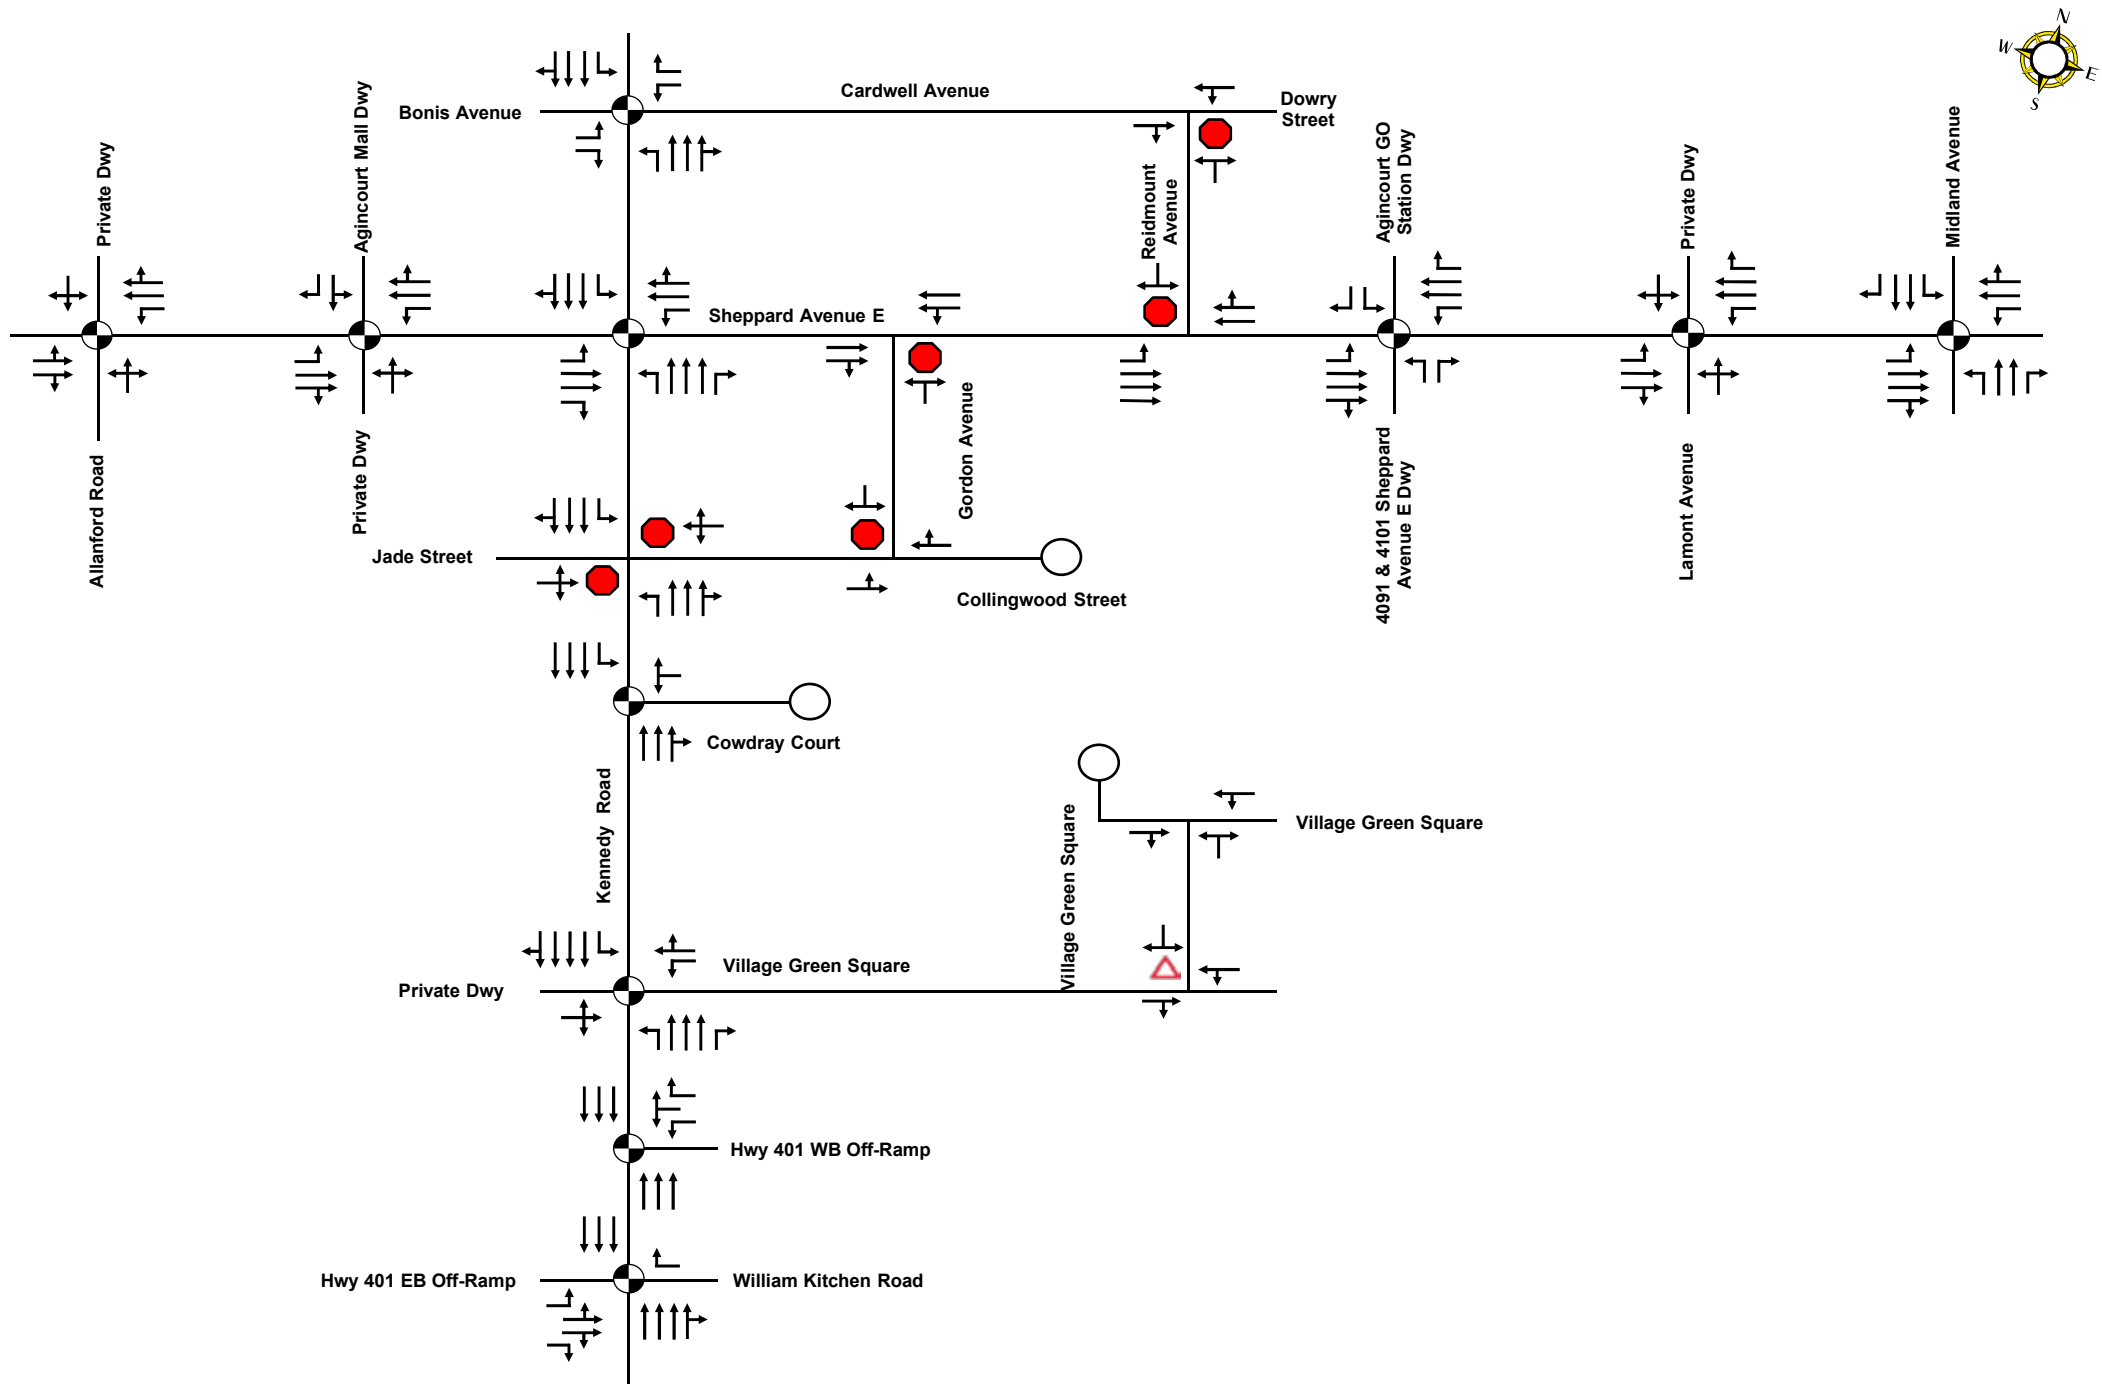 N
W
E
S
Cardwell Avenue
Bonis Avenue
Dowry
Street
Private Dwy
Agincourt Mall Dwy
Reidmount
Avenue
Agincourt GO
Station Dwy
Private Dwy
Midland Avenue
Sheppard Avenue E
Allanford Road
Private Dwy
Gordon Avenue
4091 & 4101 Sheppard
Avenue E Dwy
Lamont Avenue
Jade Street
Collingwood Street
Cowdray Court
Kennedy Road
Village Green Square
Village Green Square
Village Green Square
Private Dwy
Hwy 401 WB Off-Ramp
Hwy 401 EB Off-Ramp
William Kitchen Road